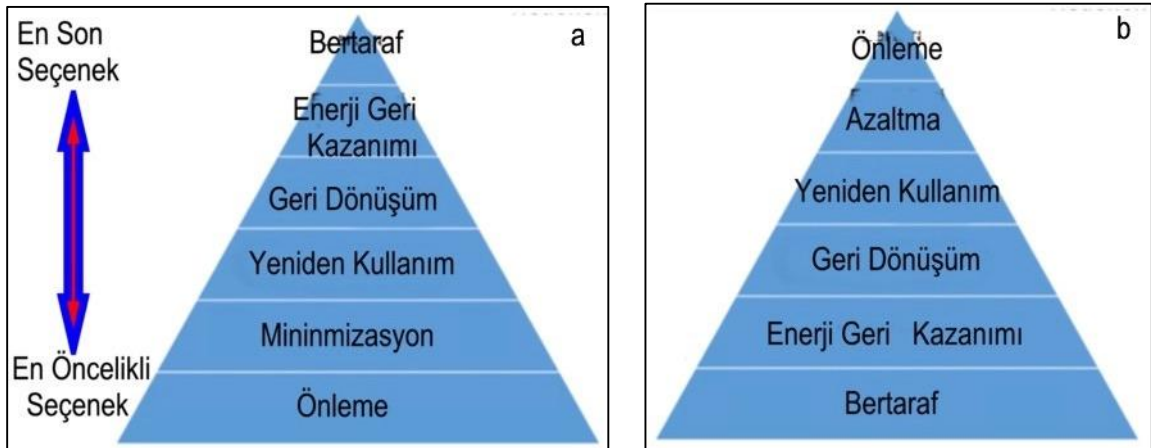 En Son
Seçenek
En Öncelikli
Seçenek
a
Bertaraf
Enerji Geri
Kazanımı
Geri Dönüşüm
Yeniden Kullanım
Mininmizasyon
Önleme
b
Önleme
Azaltma
Yeniden Kullanım
Geri Dönüşüm
Enerji Geri Kazanımı
Bertaraf